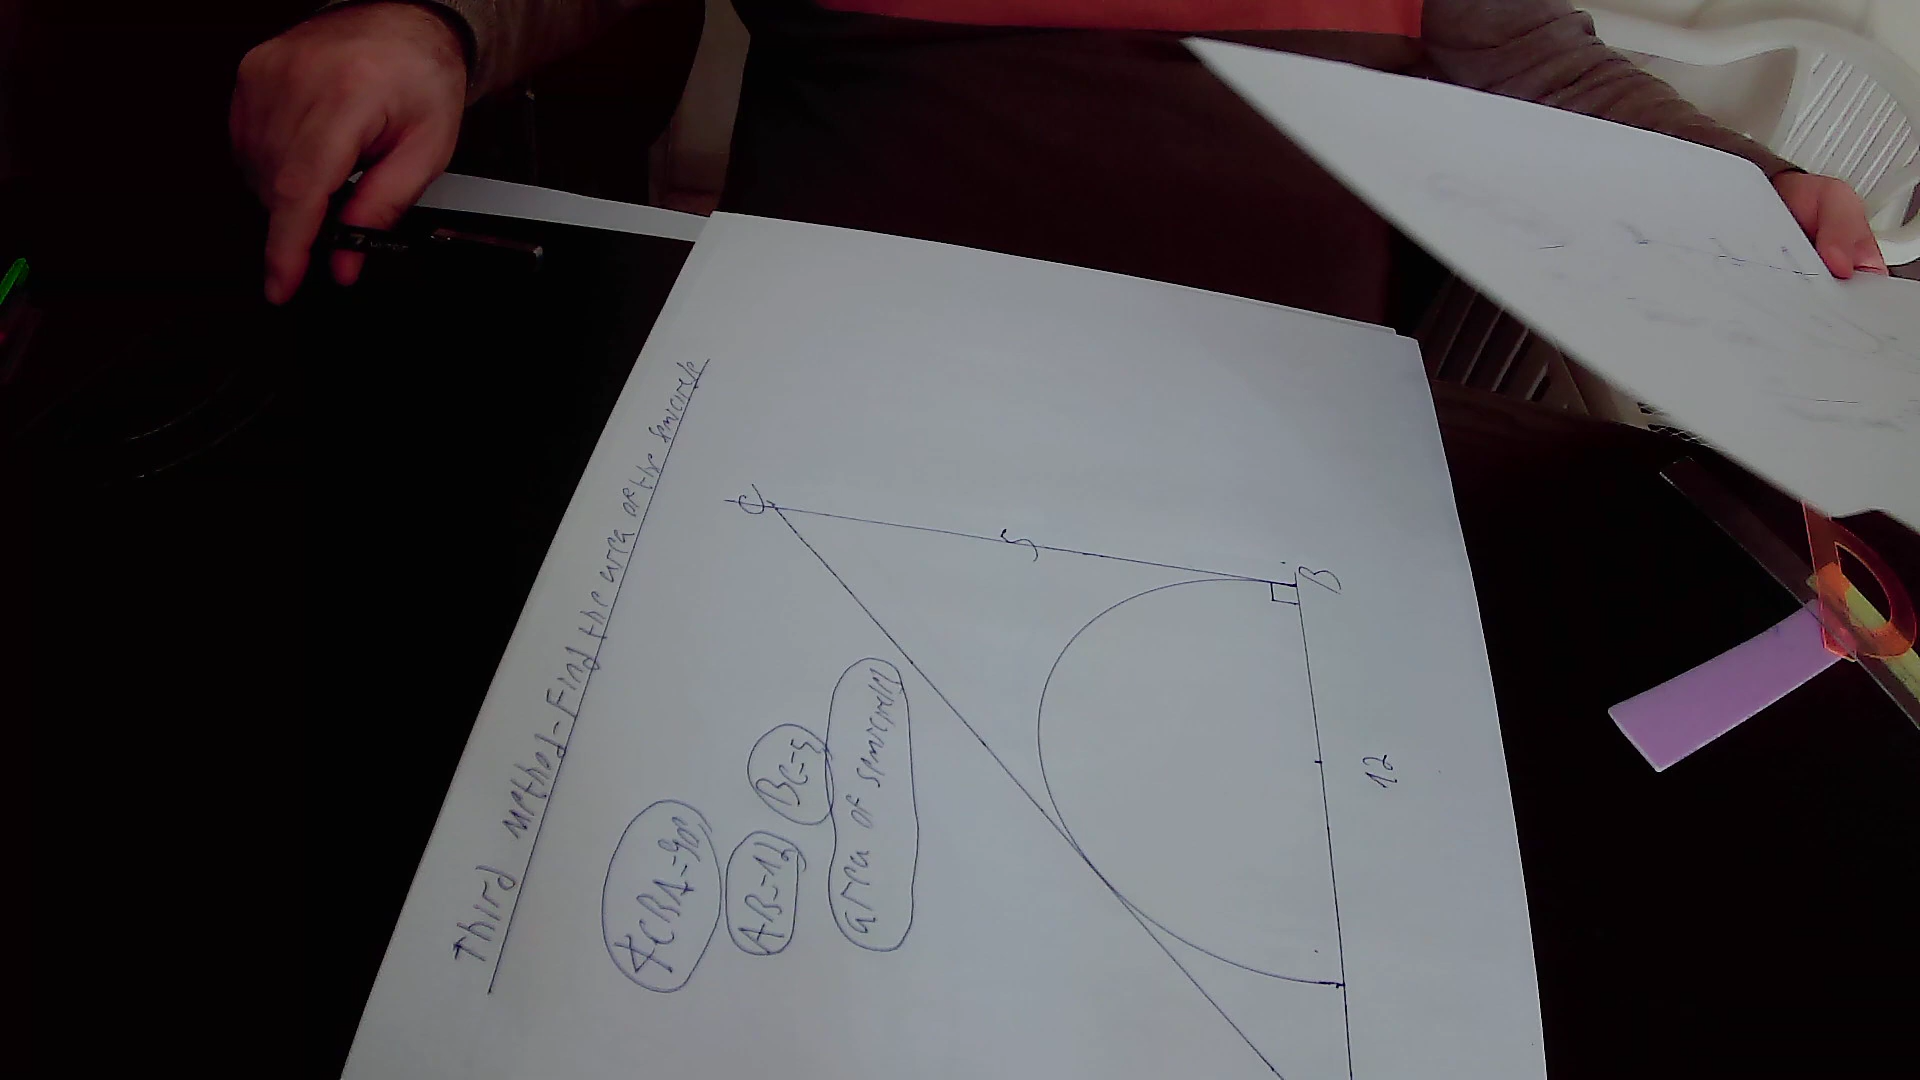 Third method-Find the area of the semicircle
∢CBA=90°
AB=12
BC=5
area of semicircle
C
5
B
12